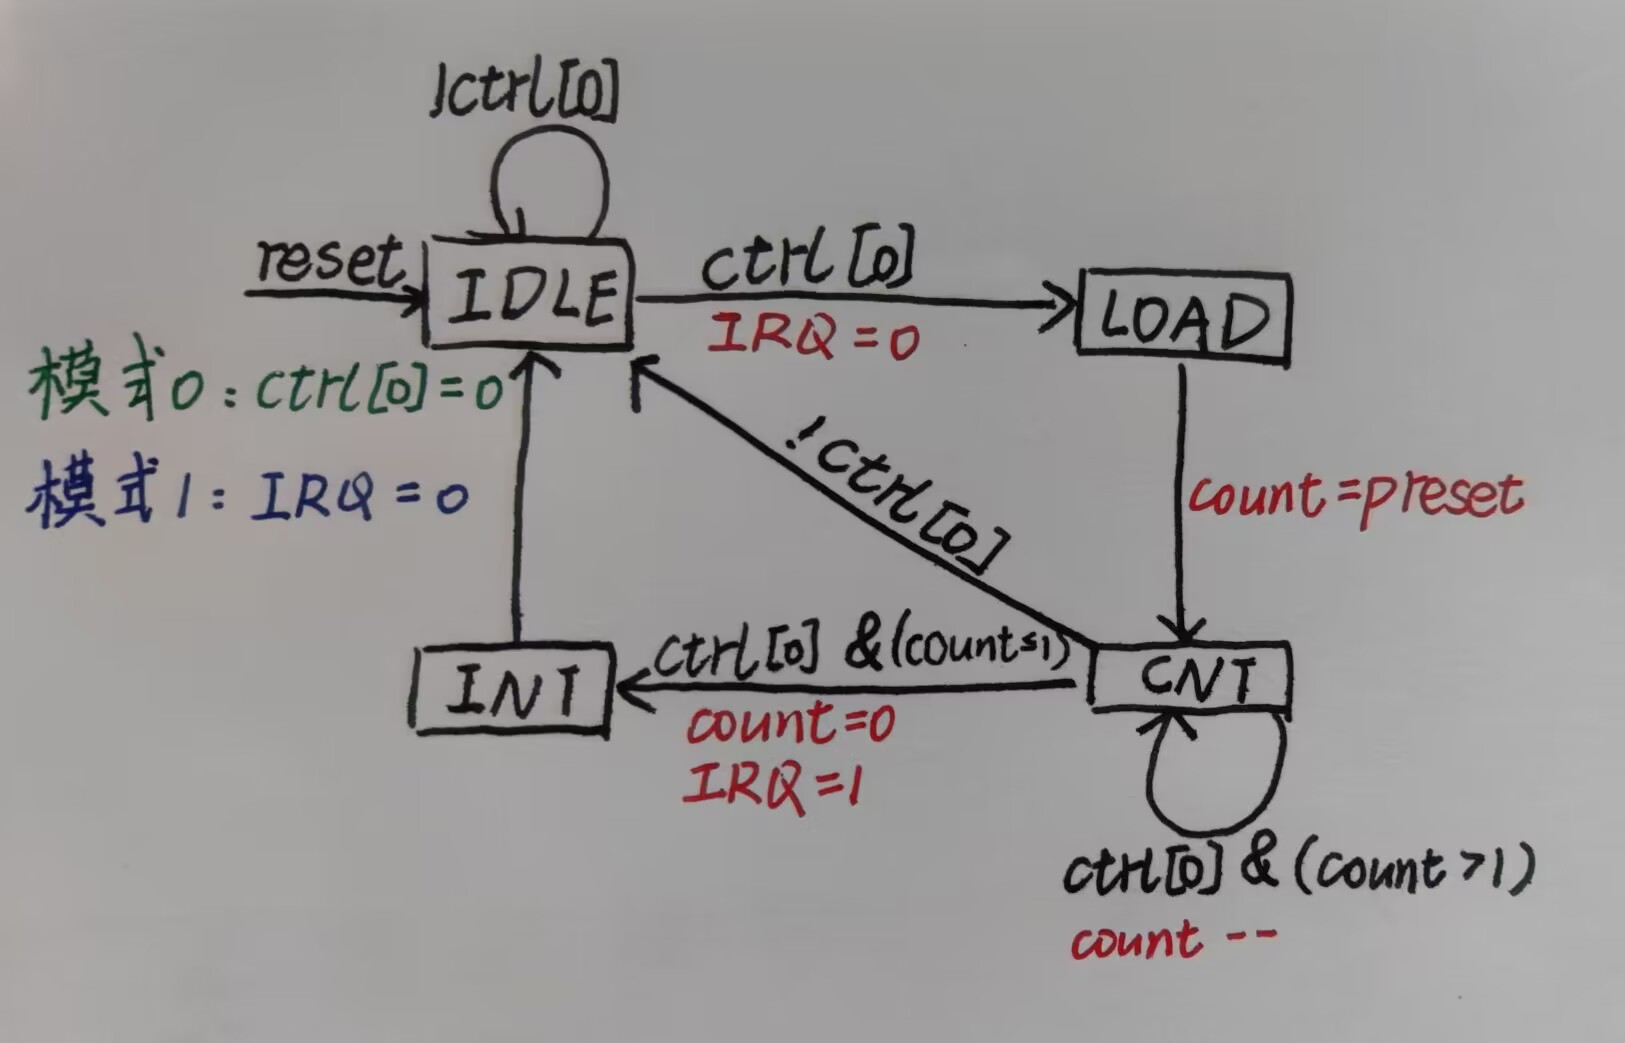 !ctrl[0]
reset
IDLE
ctrl[0]
IRQ=0
LOAD
模式0:ctrl[0]=0
模式1:IRQ=0
!ctrl[0]
count=preset
INT
ctrl[0] & (count≤1)
count=0
IRQ=1
CNT
ctrl[0] & (count>1)
count --